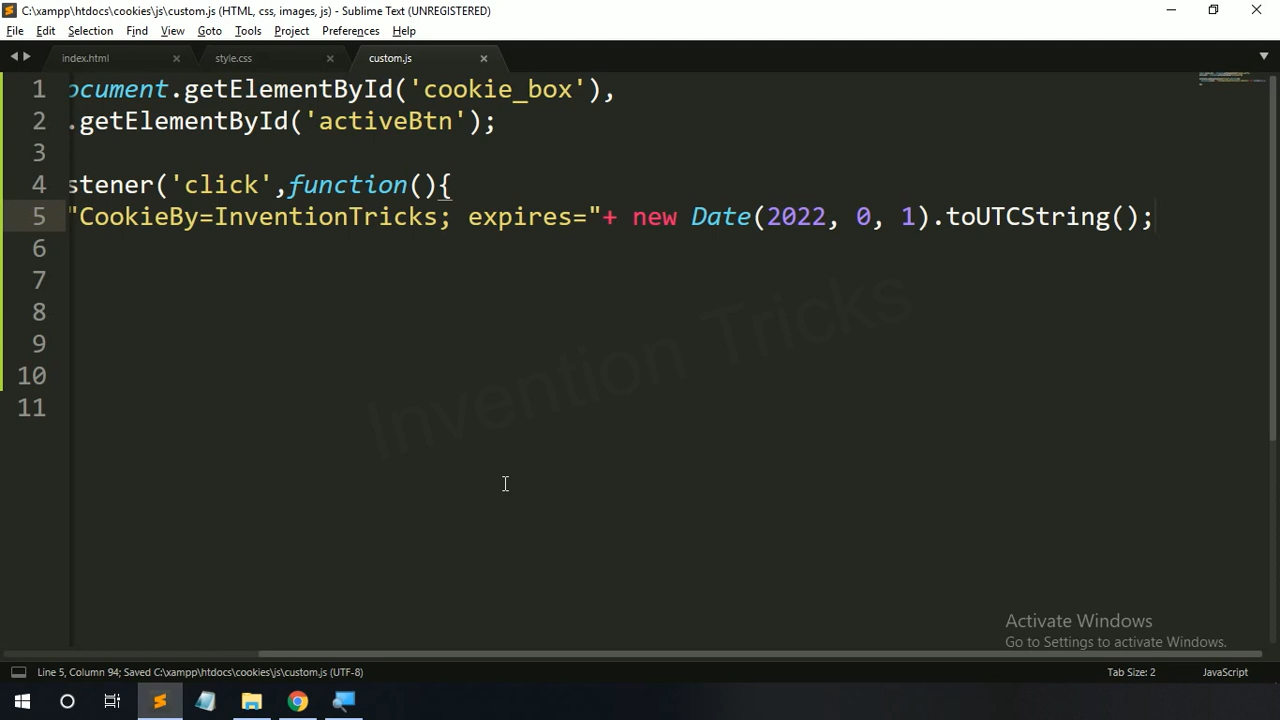 C:\xampp\htdocs\cookies\js\custom.js (HTML, css, images, js) - Sublime Text (UNREGISTERED)
File Edit Selection Find View Goto Tools Project Preferences Help
index.html style.css custom.js
1 ocument.getElementById('cookie_box'),
2 .getElementById('activeBtn');
3
4 stener('click',function(){
5 "CookieBy=InventionTricks; expires="+ new Date(2022, 0, 1).toUTCString();
6
7
8
9
10
11
Invention Tricks
Activate Windows
Go to Settings to activate Windows.
Line 5, Column 94; Saved C:\xampp\htdocs\cookies\js\custom.js (UTF-8) Tab Size: 2 JavaScript